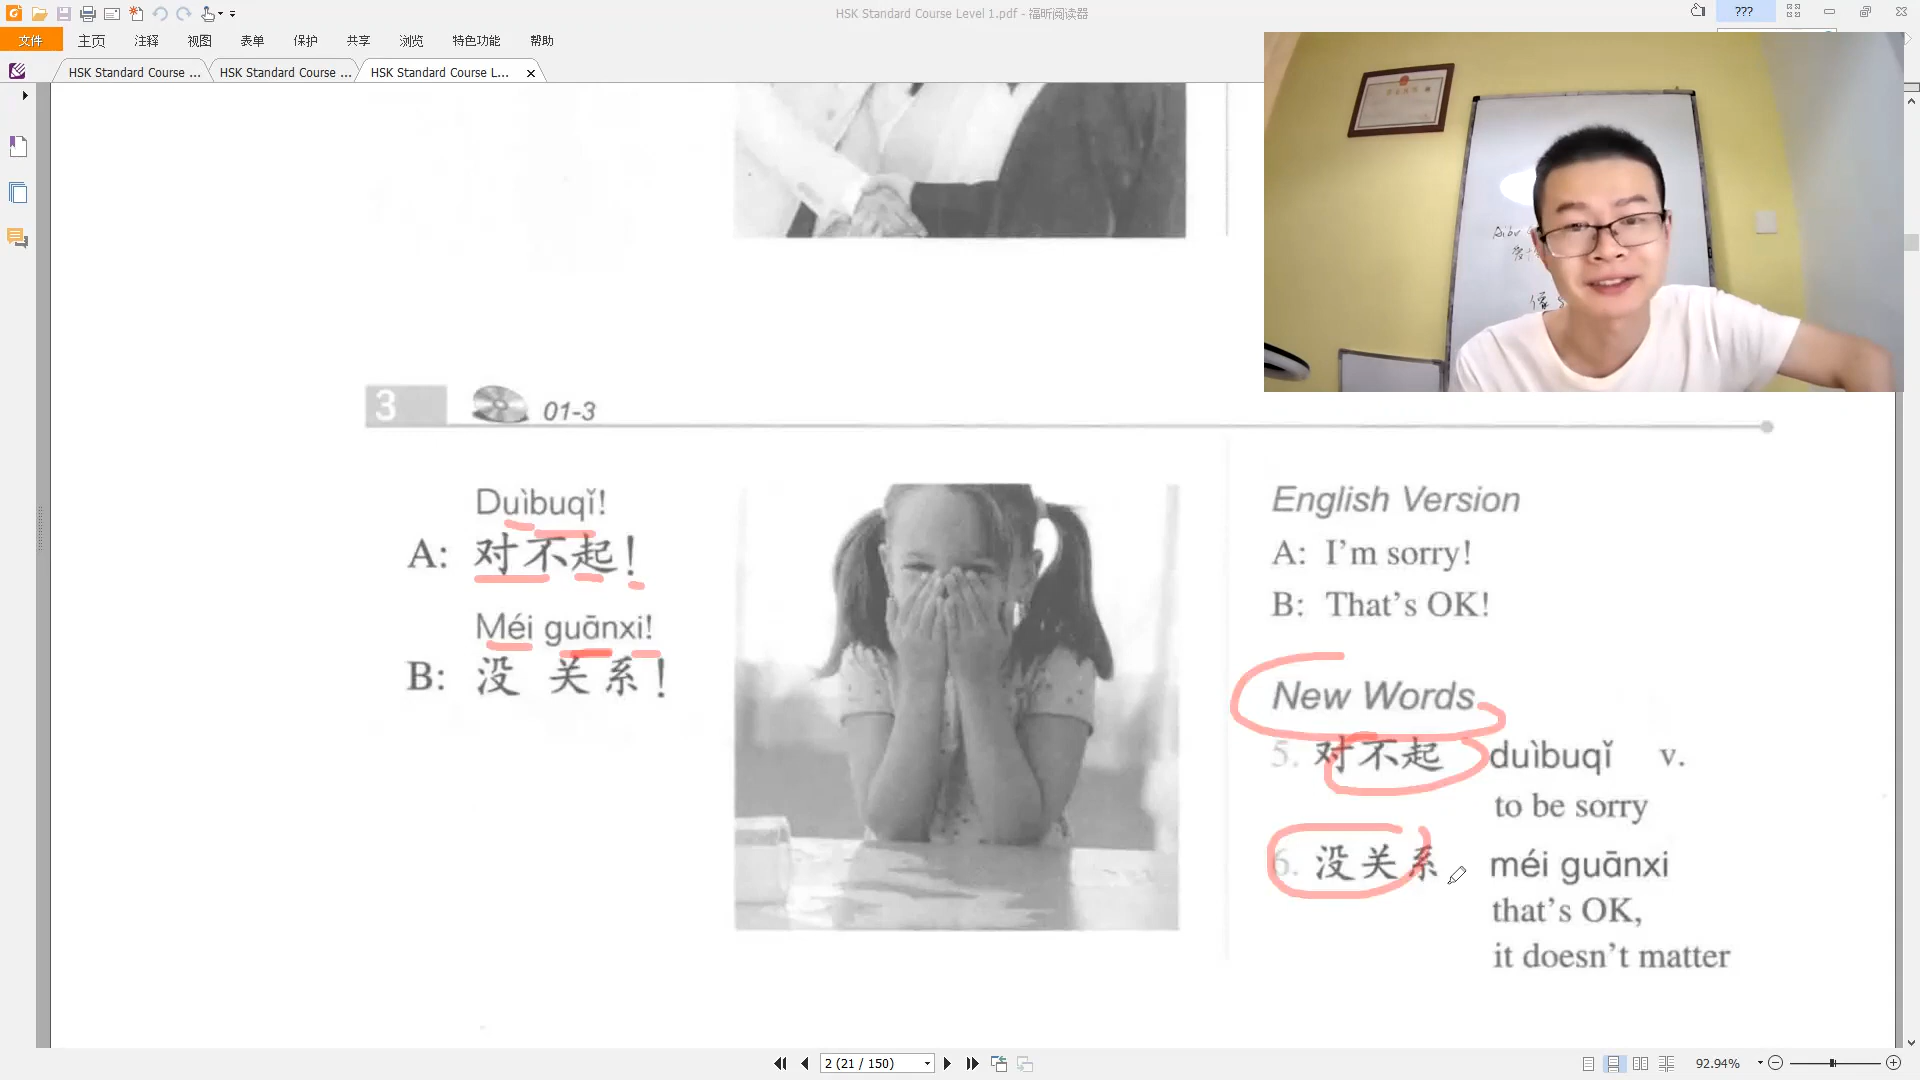 HSK Standard Course Level 1.pdf - 福昕阅读器
???
文件 主页 注释 视图 表单 保护 共享 浏览 特色功能 帮助
HSK Standard Course ... HSK Standard Course ... HSK Standard Course L...
3 01-3
Duìbuqǐ!
A: 对不起!
Méi guānxi!
B: 没 关系!
English Version
A: I'm sorry!
B: That's OK!
New Words
5. 对不起 duìbuqǐ v.
to be sorry
6. 没关系 méi guānxi
that's OK,
it doesn't matter
2 (21 / 150)
92.94%